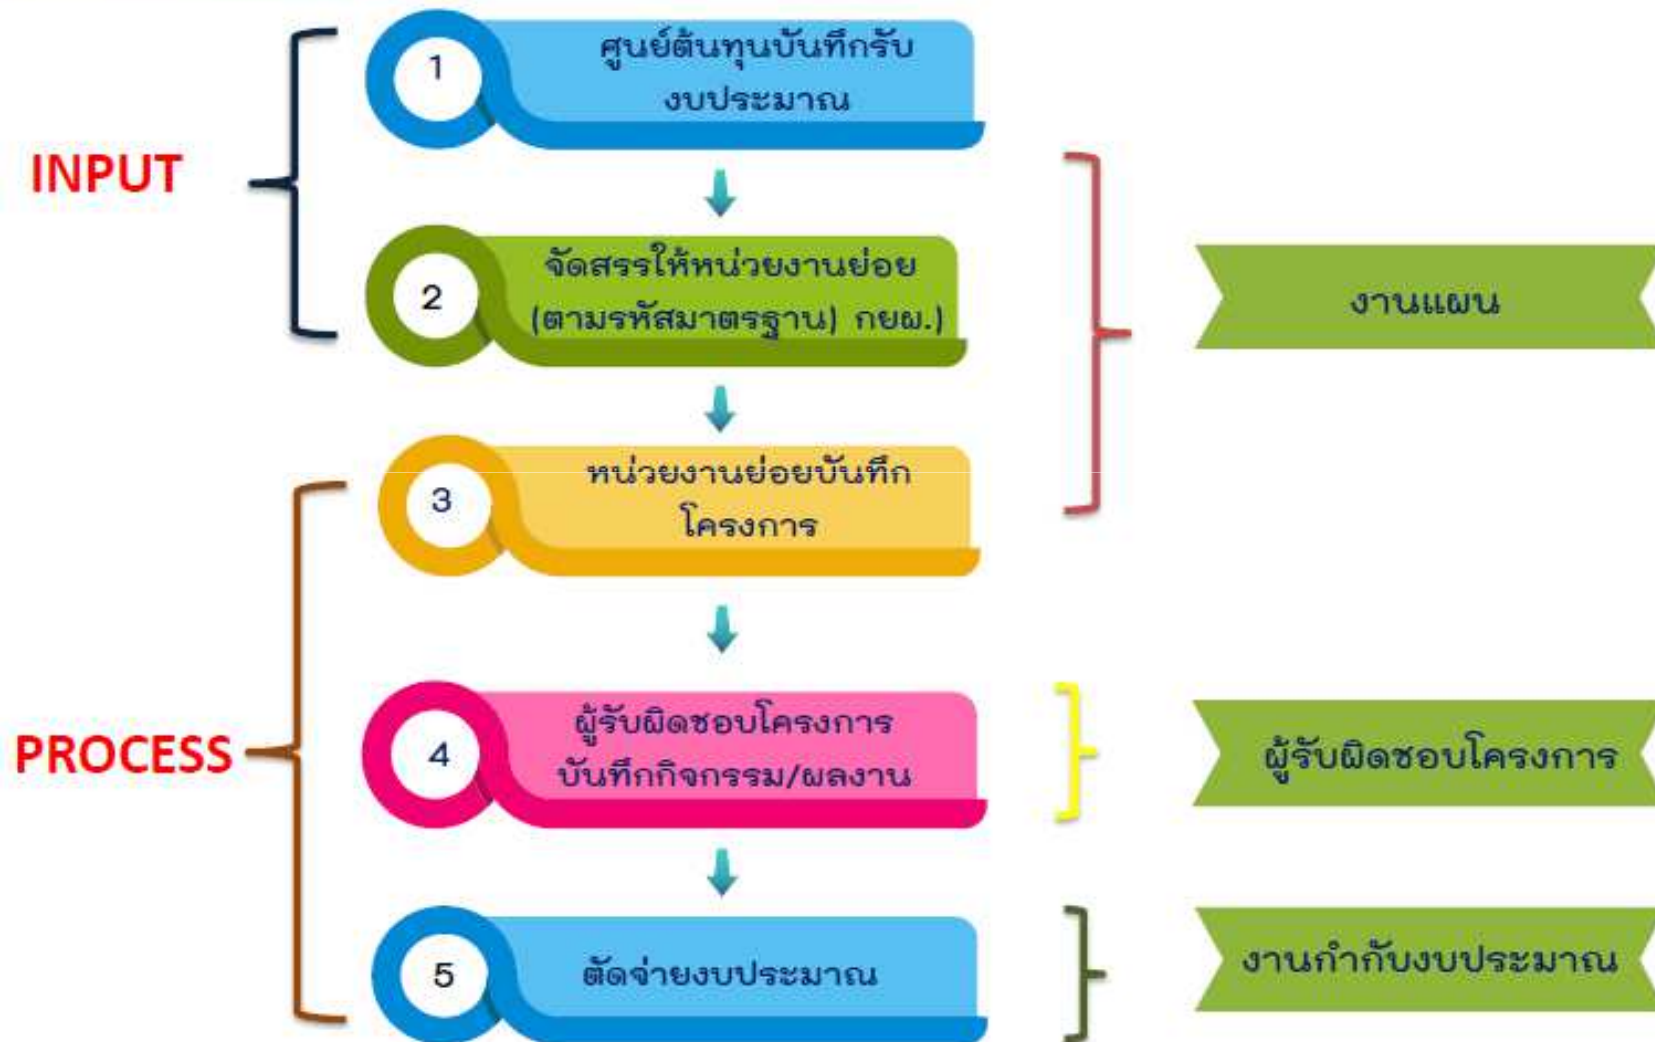 INPUT
1
ศูนย์ต้นทุนบันทึกรับ
งบประมาณ
2
จัดสรรให้หน่วยงานย่อย
(ตามรหัสมาตรฐาน) กยผ.)
งานแผน
3
หน่วยงานย่อยบันทึก
โครงการ
PROCESS
4
ผู้รับผิดชอบโครงการ
บันทึกกิจกรรม/ผลงาน
ผู้รับผิดชอบโครงการ
5
ตัดจ่ายงบประมาณ
งานกำกับงบประมาณ